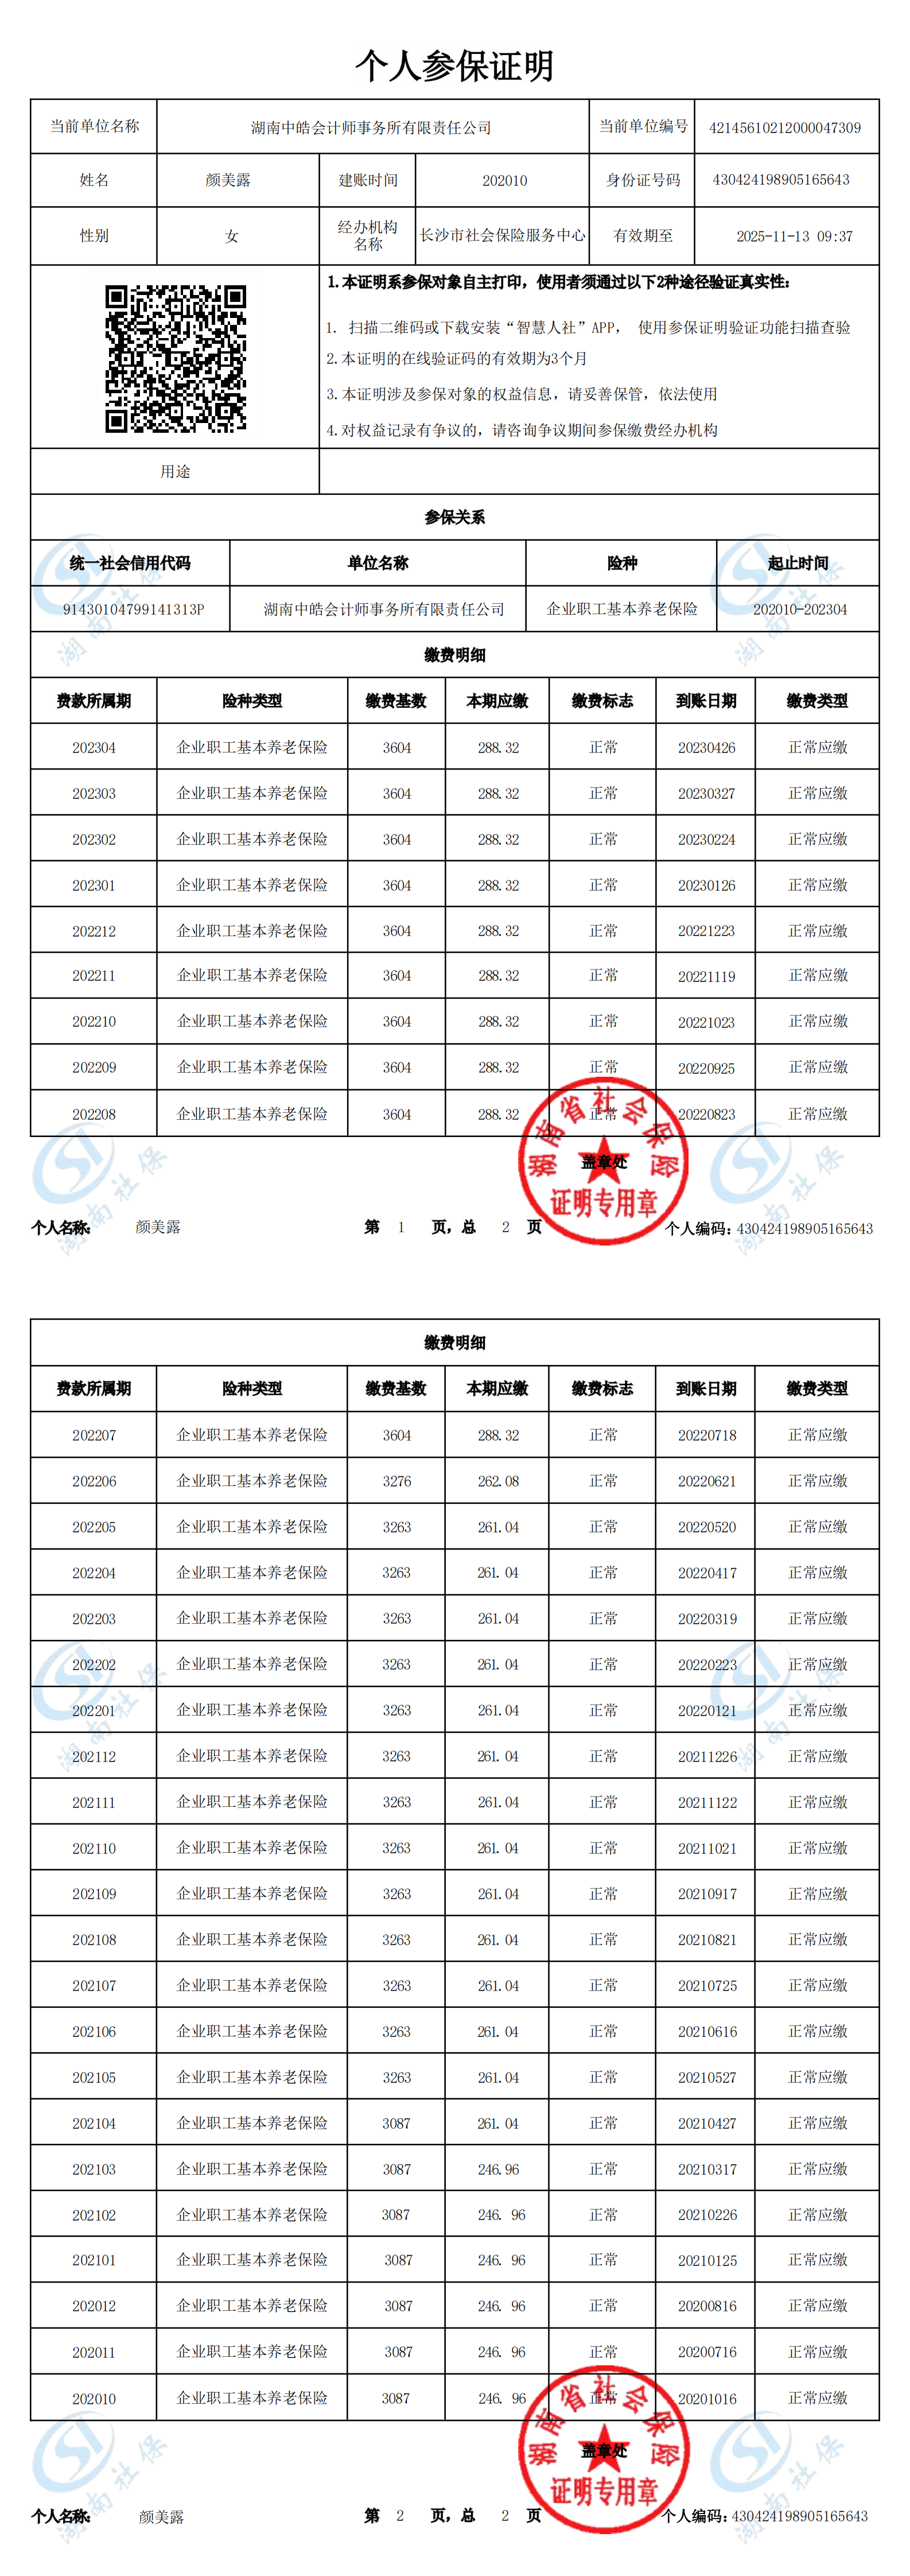 个人参保证明
当前单位名称 湖南中皓会计师事务所有限责任公司 当前单位编号 42145610212000047309
姓名 颜美露 建账时间 202010 身份证号码 430424198905165643
性别 女 经办机构名称 长沙市社会保险服务中心 有效期至 2025-11-13 09:37
1.本证明系参保对象自主打印，使用者须通过以下2种途径验证真实性：
1. 扫描二维码或下载安装“智慧人社”APP， 使用参保证明验证功能扫描查验
2.本证明的在线验证码的有效期为3个月
3.本证明涉及参保对象的权益信息，请妥善保管，依法使用
4.对权益记录有争议的，请咨询争议期间参保缴费经办机构
用途
参保关系
统一社会信用代码 单位名称 险种 起止时间
91430104799141313P 湖南中皓会计师事务所有限责任公司 企业职工基本养老保险 202010-202304
缴费明细
费款所属期 险种类型 缴费基数 本期应缴 缴费标志 到账日期 缴费类型
202304 企业职工基本养老保险 3604 288.32 正常 20230426 正常应缴
202303 企业职工基本养老保险 3604 288.32 正常 20230327 正常应缴
202302 企业职工基本养老保险 3604 288.32 正常 20230224 正常应缴
202301 企业职工基本养老保险 3604 288.32 正常 20230126 正常应缴
202212 企业职工基本养老保险 3604 288.32 正常 20221223 正常应缴
202211 企业职工基本养老保险 3604 288.32 正常 20221119 正常应缴
202210 企业职工基本养老保险 3604 288.32 正常 20221023 正常应缴
202209 企业职工基本养老保险 3604 288.32 正常 20220925 正常应缴
202208 企业职工基本养老保险 3604 288.32 正常 20220823 正常应缴
湖南省社会保险
盖章处
证明专用章
个人名称： 颜美露 第 1 页，总 2 页 个人编码：430424198905165643
湖南社保
湖南社保
湖南社保
湖南社保
缴费明细
费款所属期 险种类型 缴费基数 本期应缴 缴费标志 到账日期 缴费类型
202207 企业职工基本养老保险 3604 288.32 正常 20220718 正常应缴
202206 企业职工基本养老保险 3276 262.08 正常 20220621 正常应缴
202205 企业职工基本养老保险 3263 261.04 正常 20220520 正常应缴
202204 企业职工基本养老保险 3263 261.04 正常 20220417 正常应缴
202203 企业职工基本养老保险 3263 261.04 正常 20220319 正常应缴
202202 企业职工基本养老保险 3263 261.04 正常 20220223 正常应缴
202201 企业职工基本养老保险 3263 261.04 正常 20220121 正常应缴
202112 企业职工基本养老保险 3263 261.04 正常 20211226 正常应缴
202111 企业职工基本养老保险 3263 261.04 正常 20211122 正常应缴
202110 企业职工基本养老保险 3263 261.04 正常 20211021 正常应缴
202109 企业职工基本养老保险 3263 261.04 正常 20210917 正常应缴
202108 企业职工基本养老保险 3263 261.04 正常 20210821 正常应缴
202107 企业职工基本养老保险 3263 261.04 正常 20210725 正常应缴
202106 企业职工基本养老保险 3263 261.04 正常 20210616 正常应缴
202105 企业职工基本养老保险 3263 261.04 正常 20210527 正常应缴
202104 企业职工基本养老保险 3087 261.04 正常 20210427 正常应缴
202103 企业职工基本养老保险 3087 246.96 正常 20210317 正常应缴
202102 企业职工基本养老保险 3087 246.96 正常 20210226 正常应缴
202101 企业职工基本养老保险 3087 246.96 正常 20210125 正常应缴
202012 企业职工基本养老保险 3087 246.96 正常 20200816 正常应缴
202011 企业职工基本养老保险 3087 246.96 正常 20200716 正常应缴
202010 企业职工基本养老保险 3087 246.96 正常 20201016 正常应缴
湖南省社会保险
盖章处
证明专用章
个人名称： 颜美露 第 2 页，总 2 页 个人编码：430424198905165643
湖南社保
湖南社保
湖南社保
湖南社保